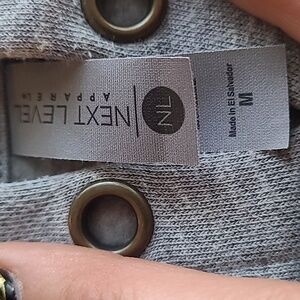 NL
NEXT LEVEL
APPAREL
Made in El Salvador
M